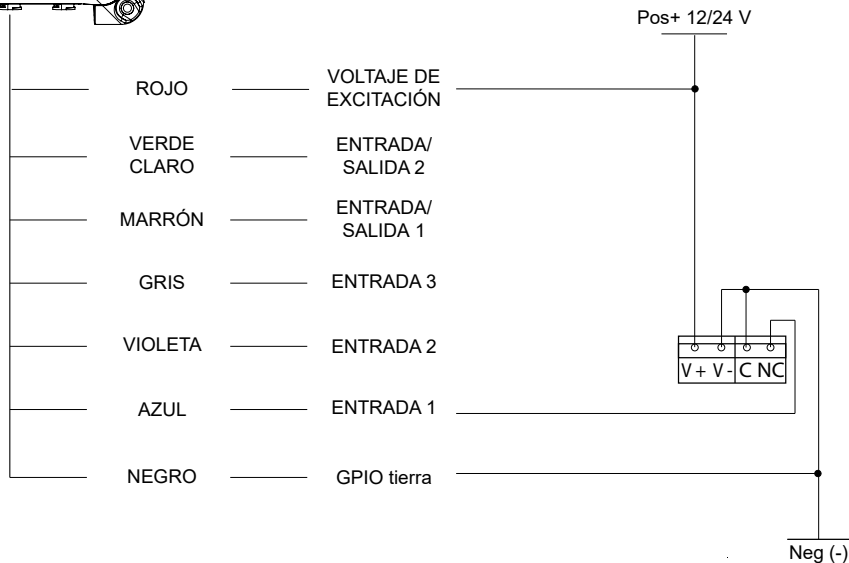 Pos+ 12/24 V
ROJO
VOLTAJE DE
EXCITACIÓN
VERDE
CLARO
ENTRADA/
SALIDA 2
MARRÓN
ENTRADA/
SALIDA 1
GRIS
ENTRADA 3
VIOLETA
ENTRADA 2
V + V - C NC
AZUL
ENTRADA 1
NEGRO
GPIO tierra
Neg (-)